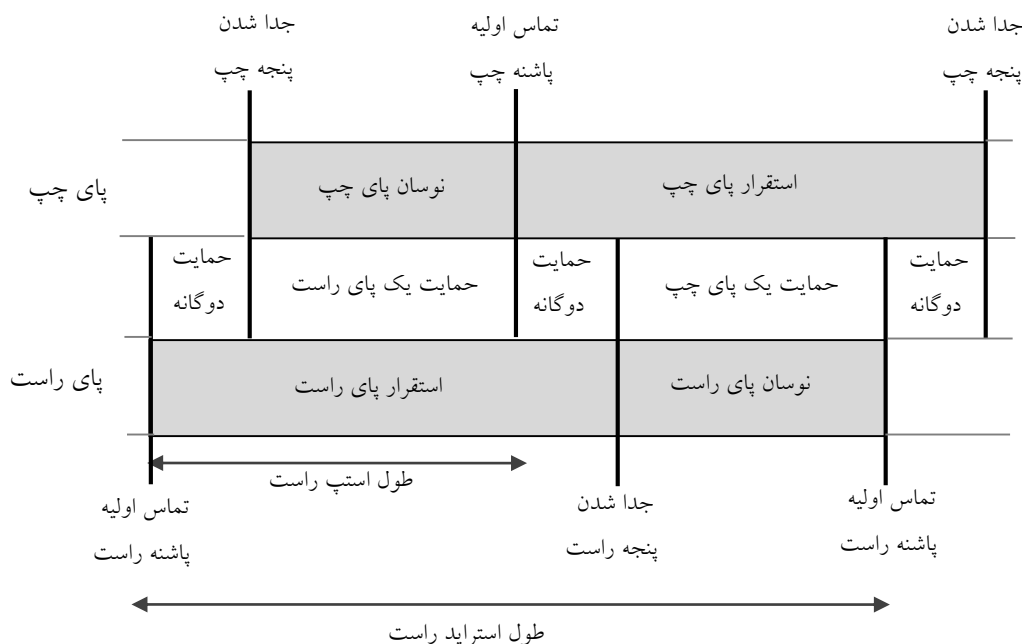 جدا شدن
پنجه چپ
تماس اولیه
پاشنه چپ
جدا شدن
پنجه چپ
پای چپ
نوسان پای چپ
استقرار پای چپ
حمایت
دوگانه
حمایت یک پای راست
حمایت
دوگانه
حمایت یک پای چپ
حمایت
دوگانه
پای راست
استقرار پای راست
نوسان پای راست
طول استپ راست
تماس اولیه
پاشنه راست
جدا شدن
پنجه راست
تماس اولیه
پاشنه راست
طول استراید راست